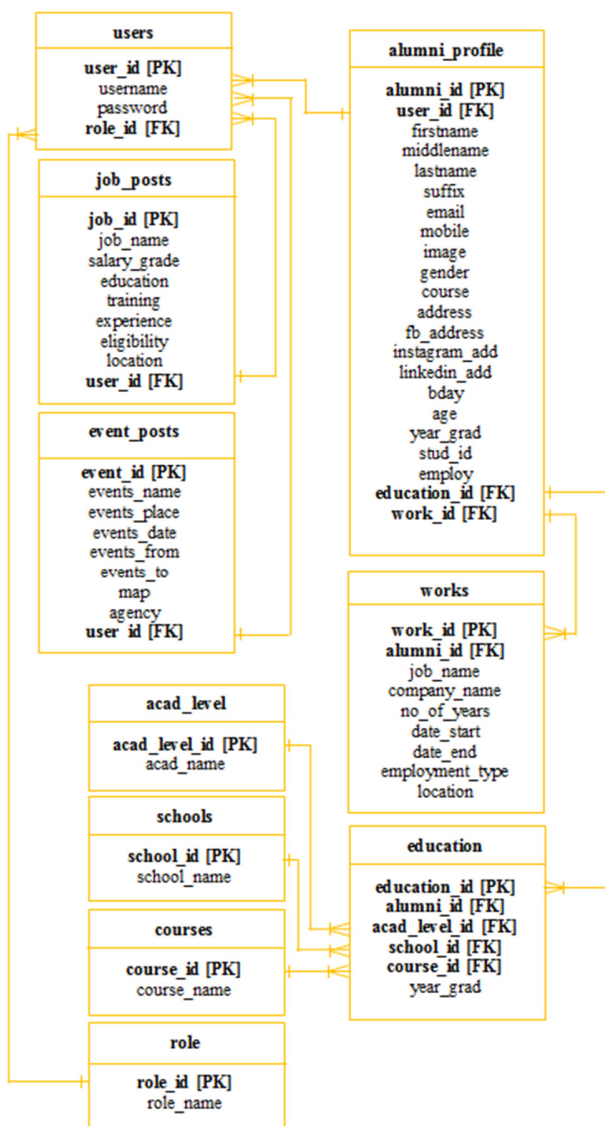 users
user_id [PK]
username
password
role_id [FK]
job_posts
job_id [PK]
job_name
salary_grade
education
training
experience
eligibility
location
user_id [FK]
event_posts
event_id [PK]
events_name
events_place
events_date
events_from
events_to
map
agency
user_id [FK]
acad_level
acad_level_id [PK]
acad_name
schools
school_id [PK]
school_name
courses
course_id [PK]
course_name
role
role_id [PK]
role_name
alumni_profile
alumni_id [PK]
user_id [FK]
firstname
middlename
lastname
suffix
email
mobile
image
gender
course
address
fb_address
instagram_add
linkedin_add
bday
age
year_grad
stud_id
employ
education_id [FK]
work_id [FK]
works
work_id [PK]
alumni_id [FK]
job_name
company_name
no_of_years
date_start
date_end
employment_type
location
education
education_id [PK]
alumni_id [FK]
acad_level_id [FK]
school_id [FK]
course_id [FK]
year_grad